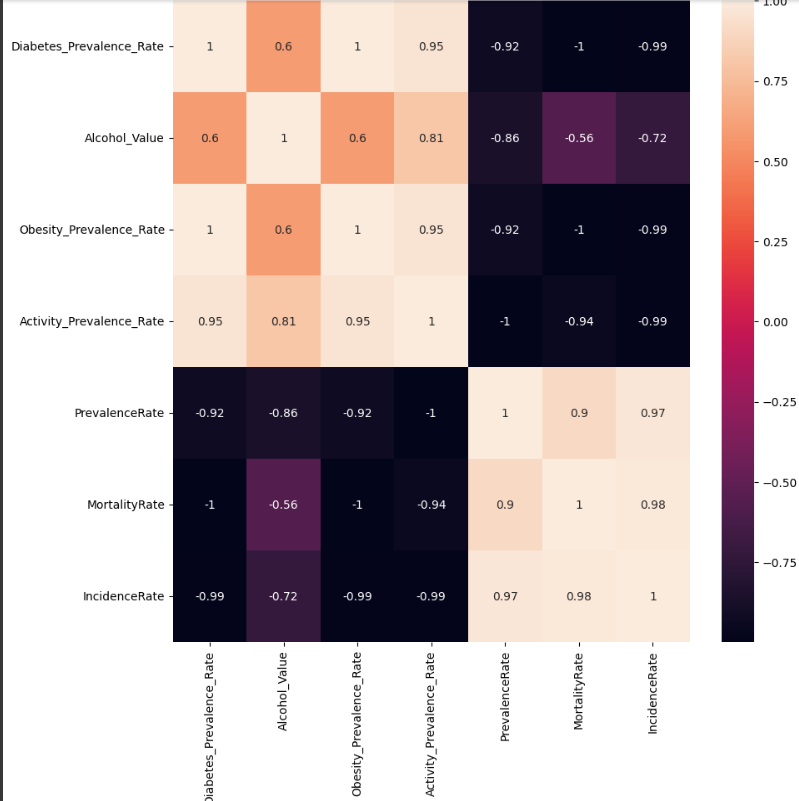 Diabetes_Prevalence_Rate 1 0.6 1 0.95 -0.92 -1 -0.99
Alcohol_Value 0.6 1 0.6 0.81 -0.86 -0.56 -0.72
Obesity_Prevalence_Rate 1 0.6 1 0.95 -0.92 -1 -0.99
Activity_Prevalence_Rate 0.95 0.81 0.95 1 -1 -0.94 -0.99
PrevalenceRate -0.92 -0.86 -0.92 -1 1 0.9 0.97
MortalityRate -1 -0.56 -1 -0.94 0.9 1 0.98
IncidenceRate -0.99 -0.72 -0.99 -0.99 0.97 0.98 1
iabetes_Prevalence_Rate
Alcohol_Value
Obesity_Prevalence_Rate
Activity_Prevalence_Rate
PrevalenceRate
MortalityRate
IncidenceRate
1.00
0.75
0.50
0.25
0.00
−0.25
−0.50
−0.75